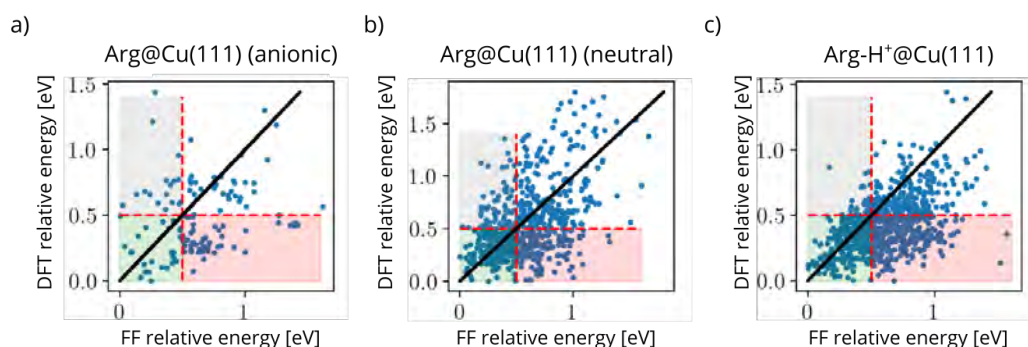 a)
Arg@Cu(111) (anionic)
DFT relative energy [eV]
1.5
1.0
0.5
0.0
0
1
FF relative energy [eV]
b)
Arg@Cu(111) (neutral)
DFT relative energy [eV]
1.5
1.0
0.5
0.0
0
1
FF relative energy [eV]
c)
Arg-H⁺@Cu(111)
DFT relative energy [eV]
1.5
1.0
0.5
0.0
0
1
FF relative energy [eV]